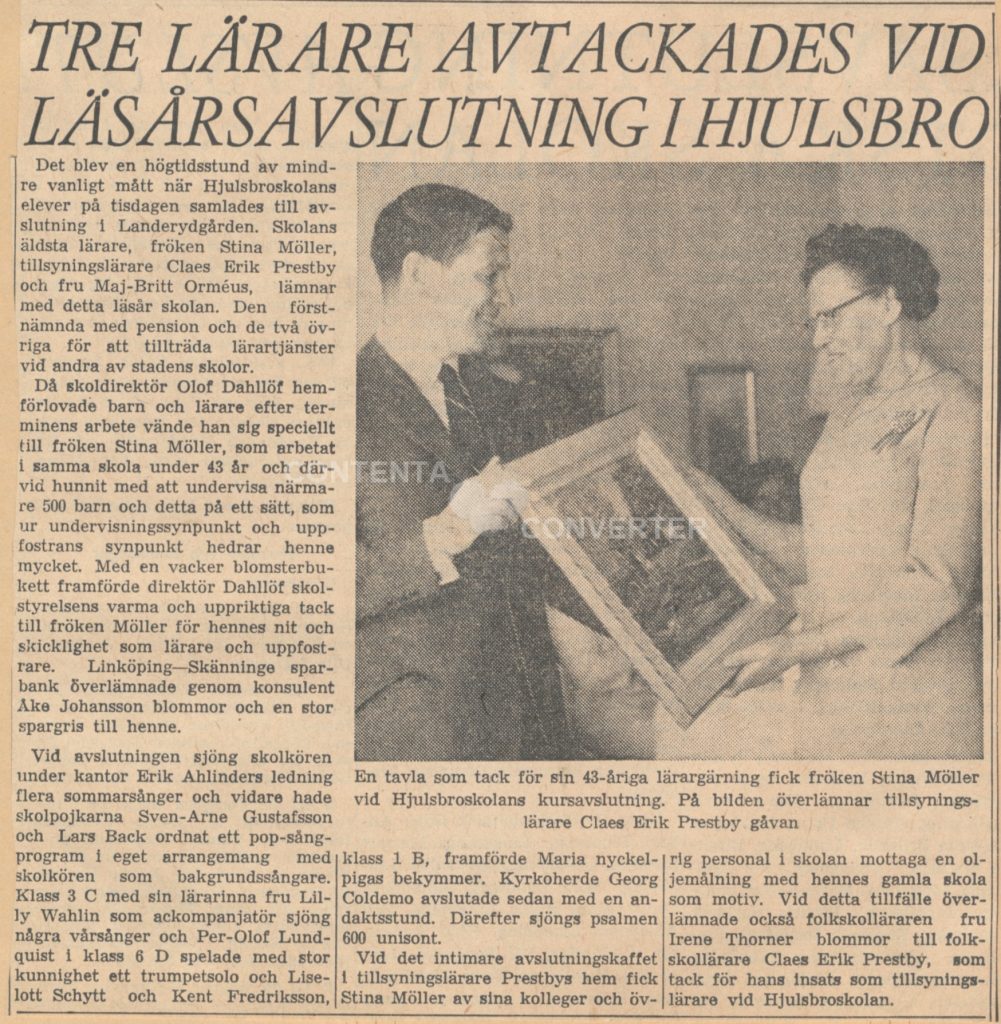 TRE LÄRARE AVTACKADES VID
LÄSÅRSAVSLUTNING I HJULSBRO
Det blev en högtidsstund av mind-
re vanligt mått när Hjulsbroskolans
elever på tisdagen samlades till av-
slutning i Landerydgården. Skolans
äldsta lärare, fröken Stina Möller,
tillsyningslärare Claes Erik Prestby
och fru Maj-Britt Orméus, lämnar
med detta läsår skolan. Den först-
nämnda med pension och de två öv-
riga för att tillträda lärartjänster
vid andra av stadens skolor.
Då skoldirektör Olof Dahllöf hem-
förlovade barn och lärare efter ter-
minens arbete vände han sig speciellt
till fröken Stina Möller, som arbetat
i samma skola under 43 år och där-
vid hunnit med att undervisa närma-
re 500 barn och detta på ett sätt, som
ur undervisningssynpunkt och upp-
fostrans synpunkt hedrar henne
mycket. Med en vacker blomsterbu-
kett framförde direktör Dahllöf skol-
styrelsens varma och uppriktiga tack
till fröken Möller för hennes nit och
skicklighet som lärare och uppfost-
rare. Linköping—Skänninge spar-
bank överlämnade genom konsulent
Åke Johansson blommor och en stor
spargris till henne.
Vid avslutningen sjöng skolkören
under kantor Erik Ahlinders ledning
flera sommarsånger och vidare hade
skolpojkarna Sven-Arne Gustafsson
och Lars Back ordnat ett pop-sång-
program i eget arrangemang med
skolkören som bakgrundssångare.
Klass 3 C med sin lärarinna fru Lil-
ly Wahlin som ackompanjatör sjöng
några vårsånger och Per-Olof Lund-
quist i klass 6 D spelade med stor
kunnighet ett trumpetsolo och Lise-
lott Schytt och Kent Fredriksson,
CONTENTA
CONVERTER
En tavla som tack för sin 43-åriga lärargärning fick fröken Stina Möller
vid Hjulsbroskolans kursavslutning. På bilden överlämnar tillsynings-
lärare Claes Erik Prestby gåvan
klass 1 B, framförde Maria nyckel-
pigas bekymmer. Kyrkoherde Georg
Coldemo avslutade sedan med en an-
daktsstund. Därefter sjöngs psalmen
600 unisont.
Vid det intimare avslutningskaffet
i tillsyningslärare Prestbys hem fick
Stina Möller av sina kolleger och öv-
rig personal i skolan mottaga en ol-
jemålning med hennes gamla skola
som motiv. Vid detta tillfälle över-
lämnade också folkskolläraren fru
Irene Thorner blommor till folk-
skollärare Claes Erik Prestby, som
tack för hans insats som tillsynings-
lärare vid Hjulsbroskolan.